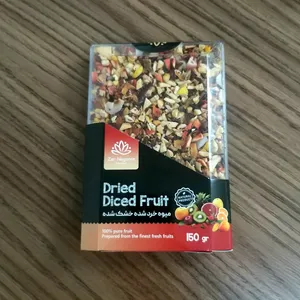 Dried
Diced Fruit
میوه خرد شده خشک شده
100% pure fruit
Prepared from the finest fresh fruits
150 gr